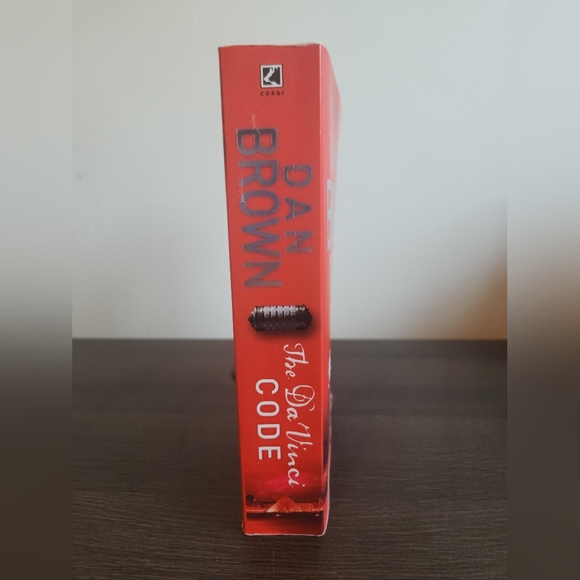 CORGI
DAN
BROWN
The Da Vinci
CODE